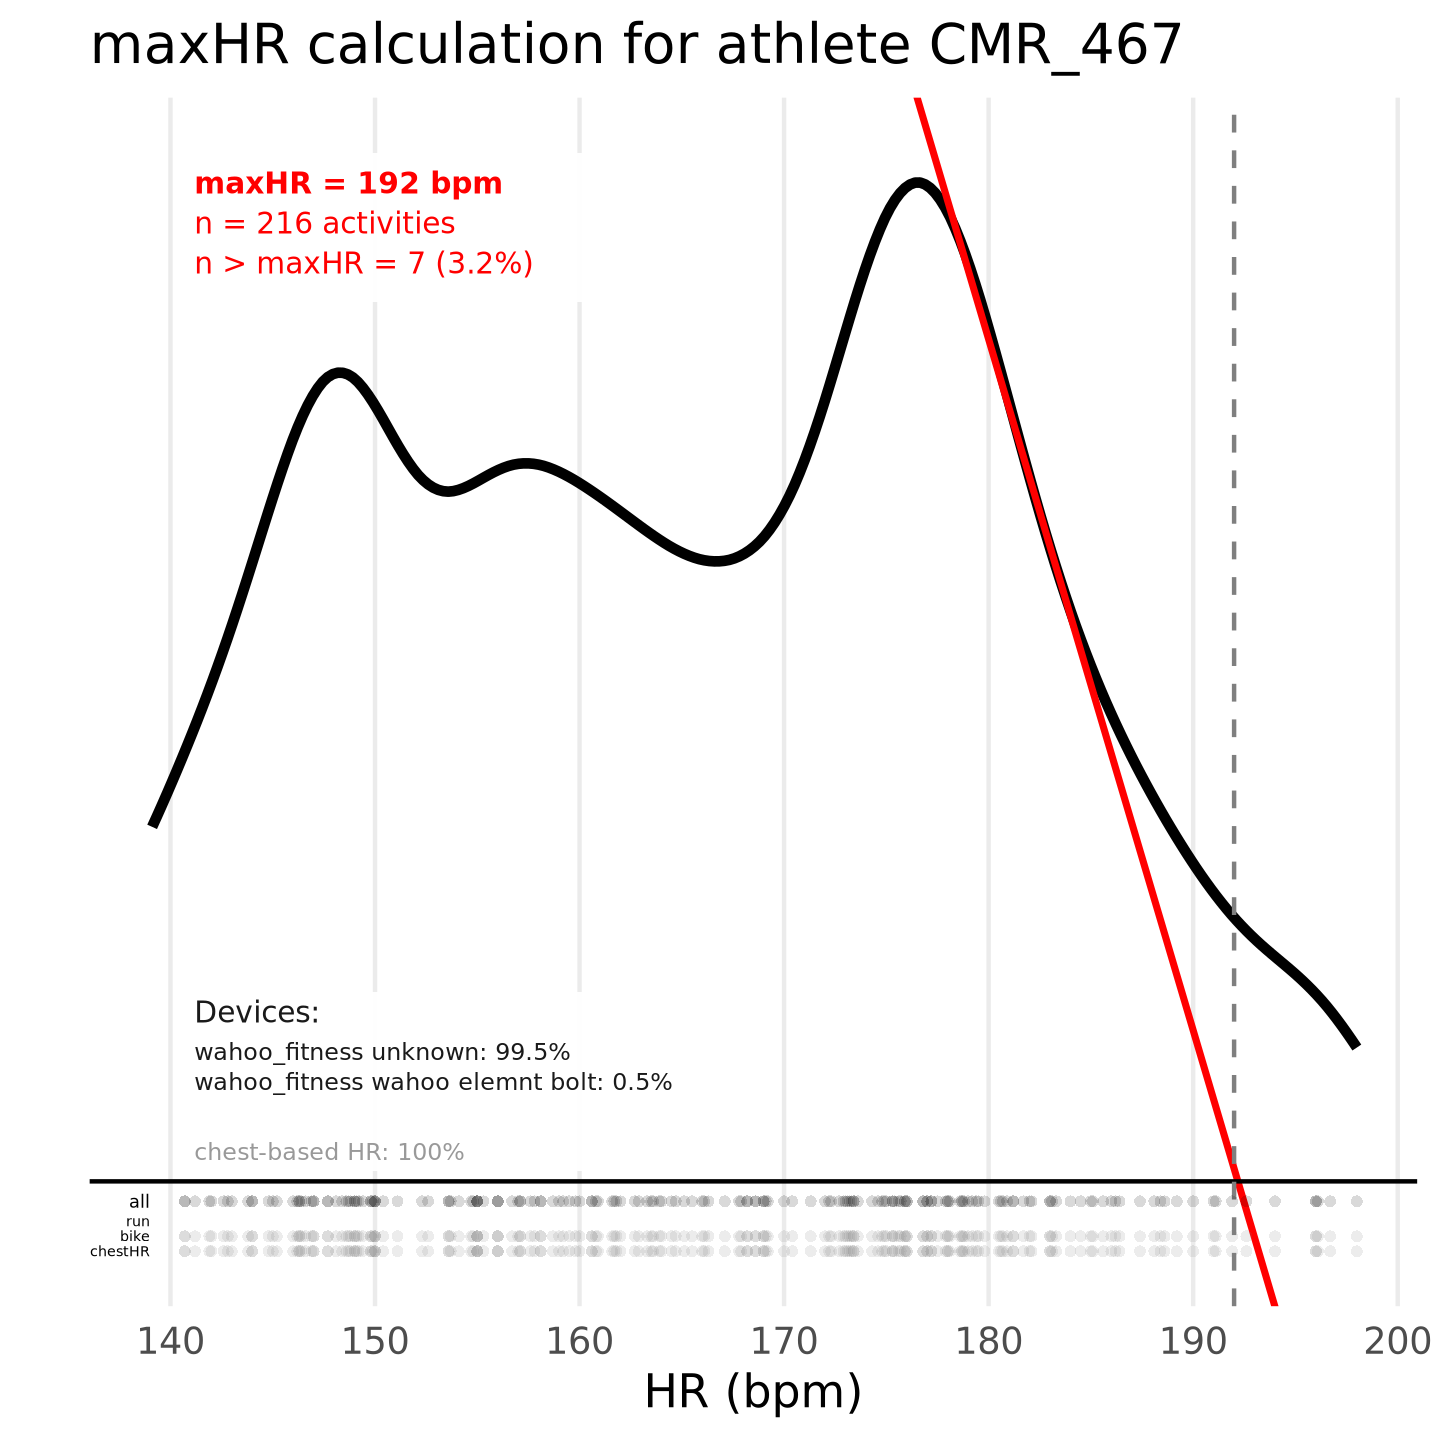 maxHR calculation for athlete CMR_467
maxHR = 192 bpm
n = 216 activities
n > maxHR = 7 (3.2%)
Devices:
wahoo_fitness unknown: 99.5%
wahoo_fitness wahoo elemnt bolt: 0.5%
chest-based HR: 100%
all
run
bike
chestHR
140 150 160 170 180 190 200
HR (bpm)